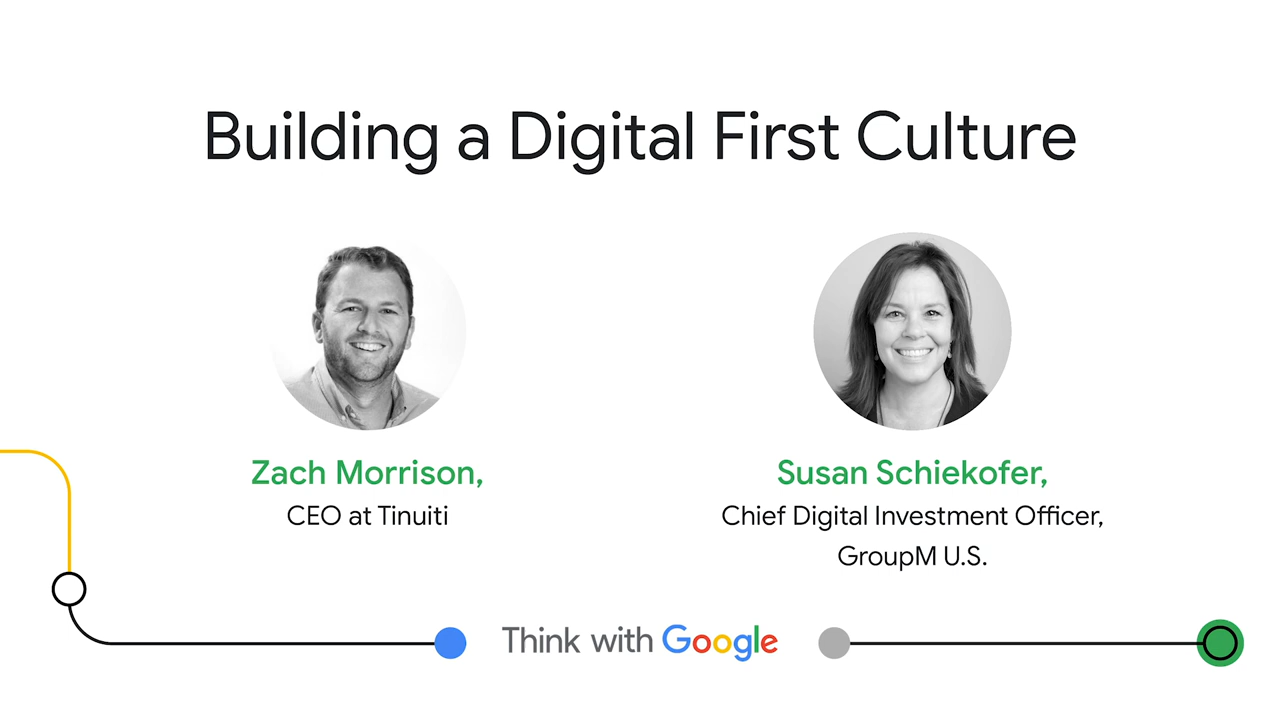 Building a Digital First Culture
Zach Morrison,
CEO at Tinuiti
Susan Schiekofer,
Chief Digital Investment Officer,
GroupM U.S.
Think with Google